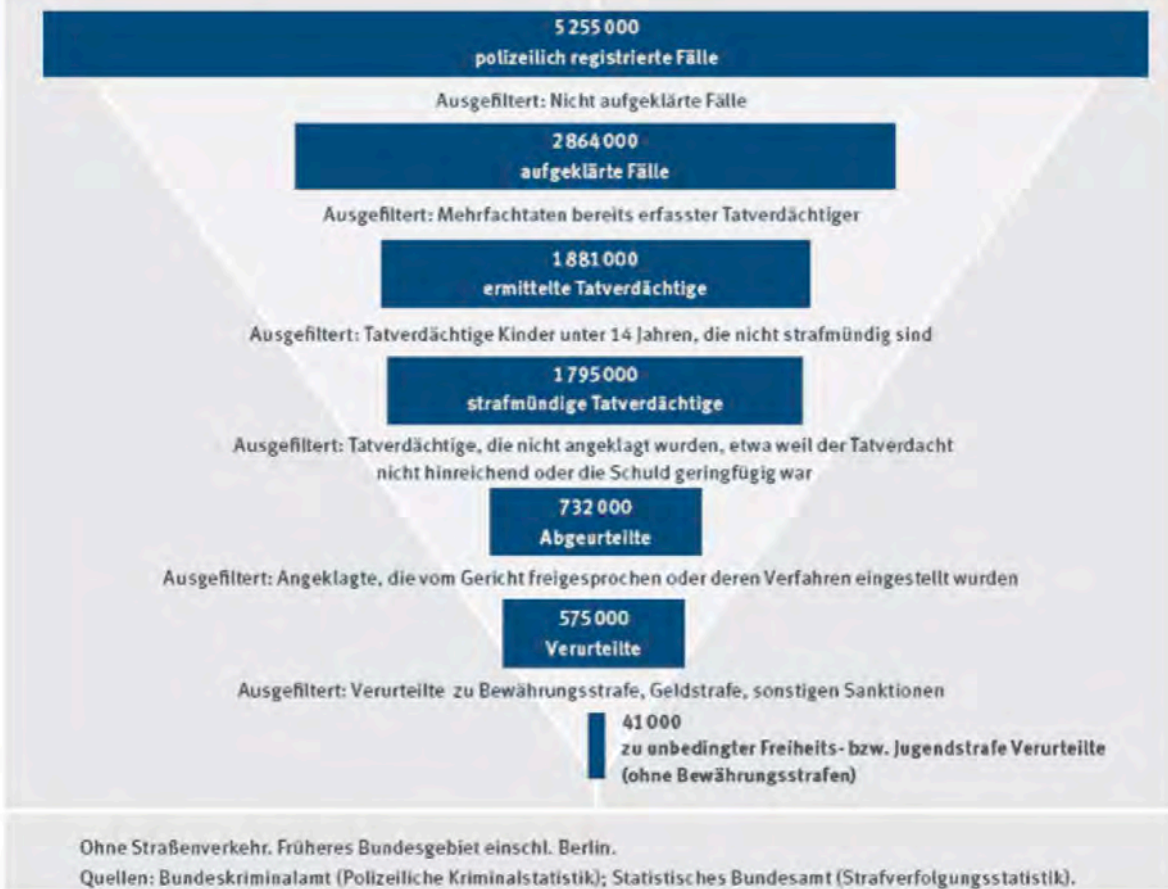 5 255 000
polizeilich registrierte Fälle
Ausgefiltert: Nicht aufgeklärte Fälle
2 864 000
aufgeklärte Fälle
Ausgefiltert: Mehrfachtaten bereits erfasster Tatverdächtiger
1 881 000
ermittelte Tatverdächtige
Ausgefiltert: Tatverdächtige Kinder unter 14 Jahren, die nicht strafmündig sind
1 795 000
strafmündige Tatverdächtige
Ausgefiltert: Tatverdächtige, die nicht angeklagt wurden, etwa weil der Tatverdacht
nicht hinreichend oder die Schuld geringfügig war
732 000
Abgeurteilte
Ausgefiltert: Angeklagte, die vom Gericht freigesprochen oder deren Verfahren eingestellt wurden
575 000
Verurteilte
Ausgefiltert: Verurteilte zu Bewährungsstrafe, Geldstrafe, sonstigen Sanktionen
41 000
zu unbedingter Freiheits- bzw. Jugendstrafe Verurteilte
(ohne Bewährungsstrafen)
Ohne Straßenverkehr. Früheres Bundesgebiet einschl. Berlin.
Quellen: Bundeskriminalamt (Polizeiliche Kriminalstatistik); Statistisches Bundesamt (Strafverfolgungsstatistik).